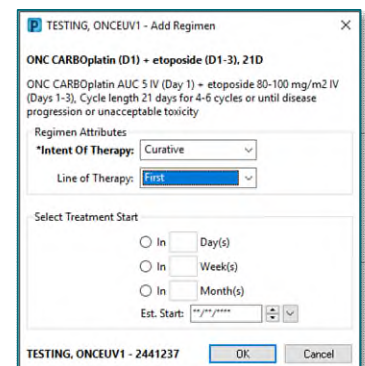 TESTING, ONCEUV1 - Add Regimen
ONC CARBOplatin (D1) + etoposide (D1-3), 21D
ONC CARBOplatin AUC 5 IV (Day 1) + etoposide 80-100 mg/m2 IV
(Days 1-3), Cycle length 21 days for 4-6 cycles or until disease
progression or unacceptable toxicity
Regimen Attributes
*Intent Of Therapy: Curative
Line of Therapy: First
Select Treatment Start
In Day(s)
In Week(s)
In Month(s)
Est. Start: **/**/****
TESTING, ONCEUV1 - 2441237 OK Cancel